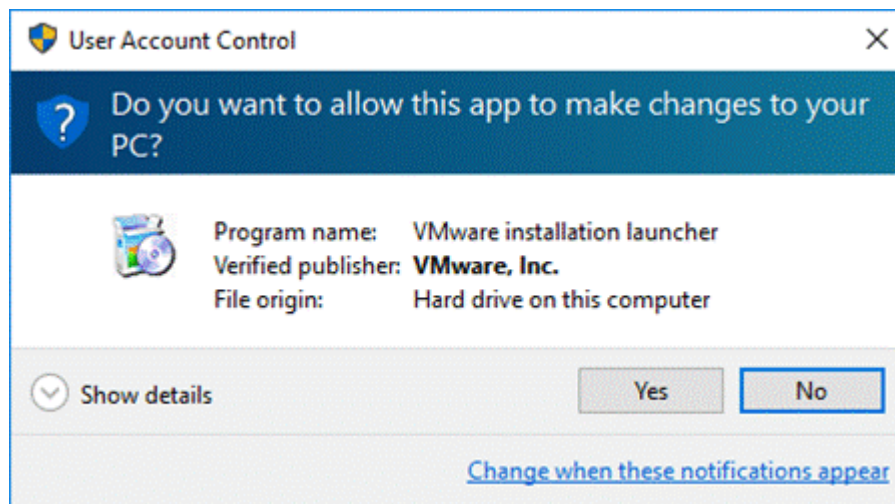 User Account Control
Do you want to allow this app to make changes to your
PC?
Program name: VMware installation launcher
Verified publisher: VMware, Inc.
File origin: Hard drive on this computer
Show details
Yes
No
Change when these notifications appear